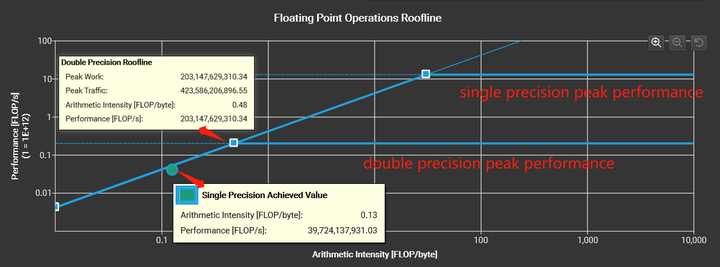 Floating Point Operations Roofline
Double Precision Roofline
Peak Work: 203,147,629,310.34
Peak Traffic: 423,586,206,896.55
Arithmetic Intensity [FLOP/byte]: 0.48
Performance [FLOP/s]: 203,147,629,310.34
single precision peak performance
double precision peak performance
Single Precision Achieved Value
Arithmetic Intensity [FLOP/byte]: 0.13
Performance [FLOP/s]: 39,724,137,931.03
Performance [FLOP/s]
(1 = 1E+12)
100
10
1
0.1
0.01
0.1
100
1,000
10,000
Arithmetic Intensity [FLOP/byte]